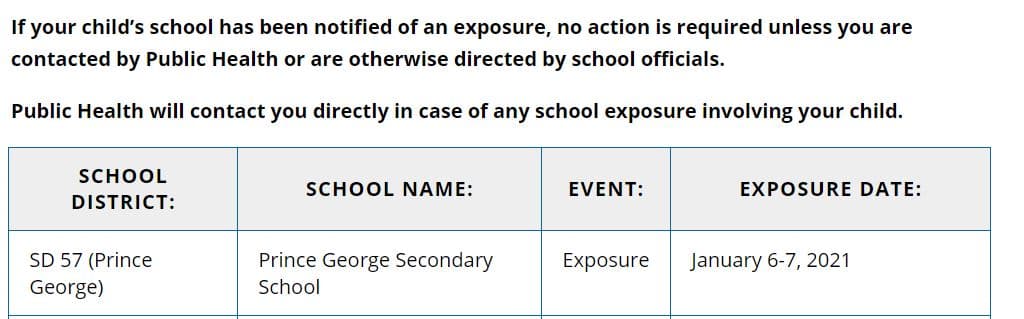 If your child’s school has been notified of an exposure, no action is required unless you are
contacted by Public Health or are otherwise directed by school officials.
Public Health will contact you directly in case of any school exposure involving your child.
SCHOOL
DISTRICT:
SCHOOL NAME:
EVENT:
EXPOSURE DATE:
SD 57 (Prince
George)
Prince George Secondary
School
Exposure
January 6-7, 2021